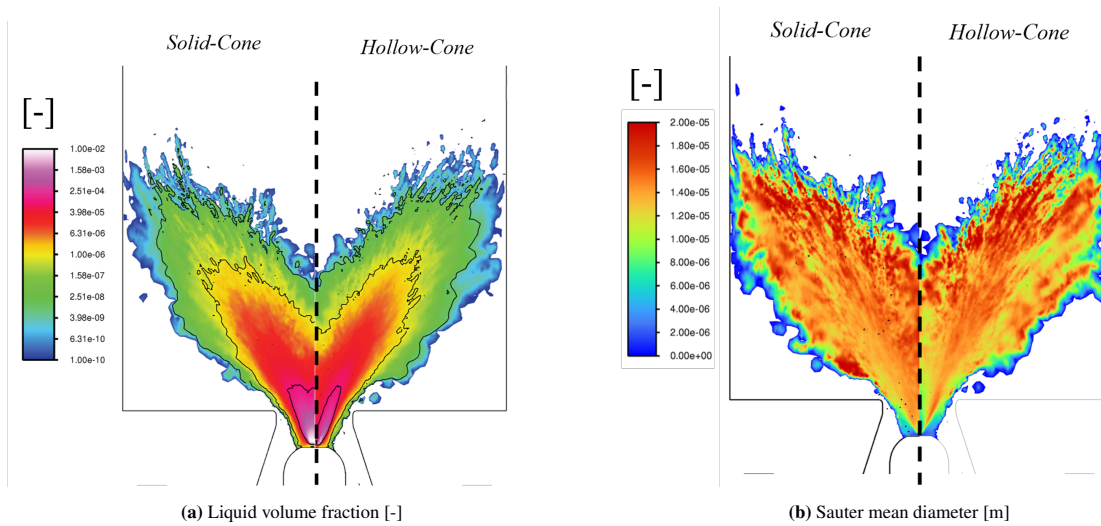 Solid-Cone
Hollow-Cone
[-]
1.00e-02
1.58e-03
2.51e-04
3.98e-05
6.31e-06
1.00e-06
1.58e-07
2.51e-08
3.98e-09
6.31e-10
1.00e-10
(a) Liquid volume fraction [-]
Solid-Cone
Hollow-Cone
[-]
2.00e-05
1.80e-05
1.60e-05
1.40e-05
1.20e-05
1.00e-05
8.00e-06
6.00e-06
4.00e-06
2.00e-06
0.00e+00
(b) Sauter mean diameter [m]